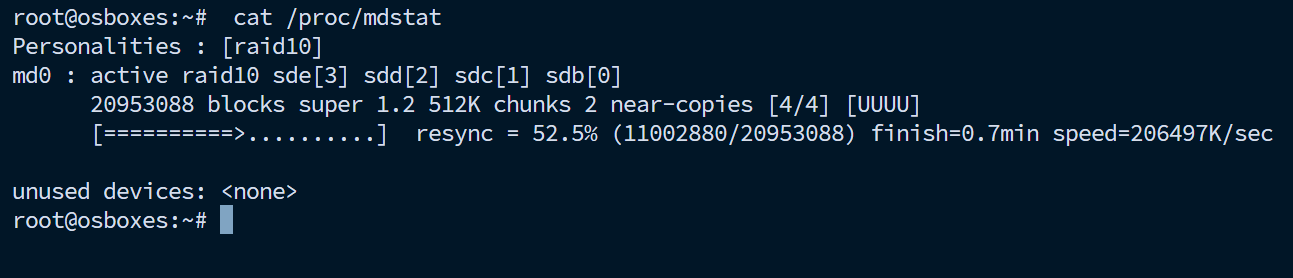 root@osboxes:~#  cat /proc/mdstat
Personalities : [raid10]
md0 : active raid10 sde[3] sdd[2] sdc[1] sdb[0]
      20953088 blocks super 1.2 512K chunks 2 near-copies [4/4] [UUUU]
      [==========>..........]  resync = 52.5% (11002880/20953088) finish=0.7min speed=206497K/sec

unused devices: <none>
root@osboxes:~#